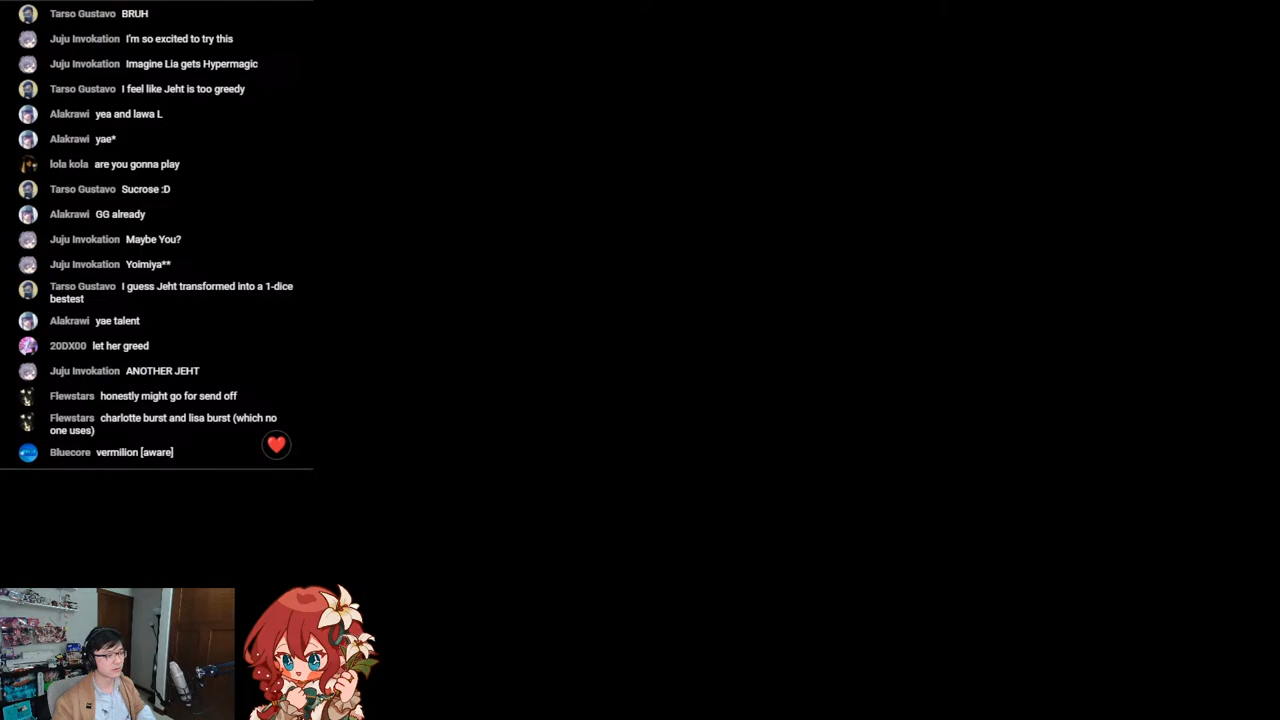 Tarso Gustavo BRUH
Juju Invokation I'm so excited to try this
Juju Invokation Imagine Lia gets Hypermagic
Tarso Gustavo I feel like Jeht is too greedy
Alakrawi yea and lawa L
Alakrawi yae*
lola kola are you gonna play
Tarso Gustavo Sucrose :D
Alakrawi GG already
Juju Invokation Maybe You?
Juju Invokation Yoimiya**
Tarso Gustavo I guess Jeht transformed into a 1-dice
bestest
Alakrawi yae talent
20DX00 let her greed
Juju Invokation ANOTHER JEHT
Flewstars honestly might go for send off
Flewstars charlotte burst and lisa burst (which no
one uses)
Bluecore vermilion [aware]